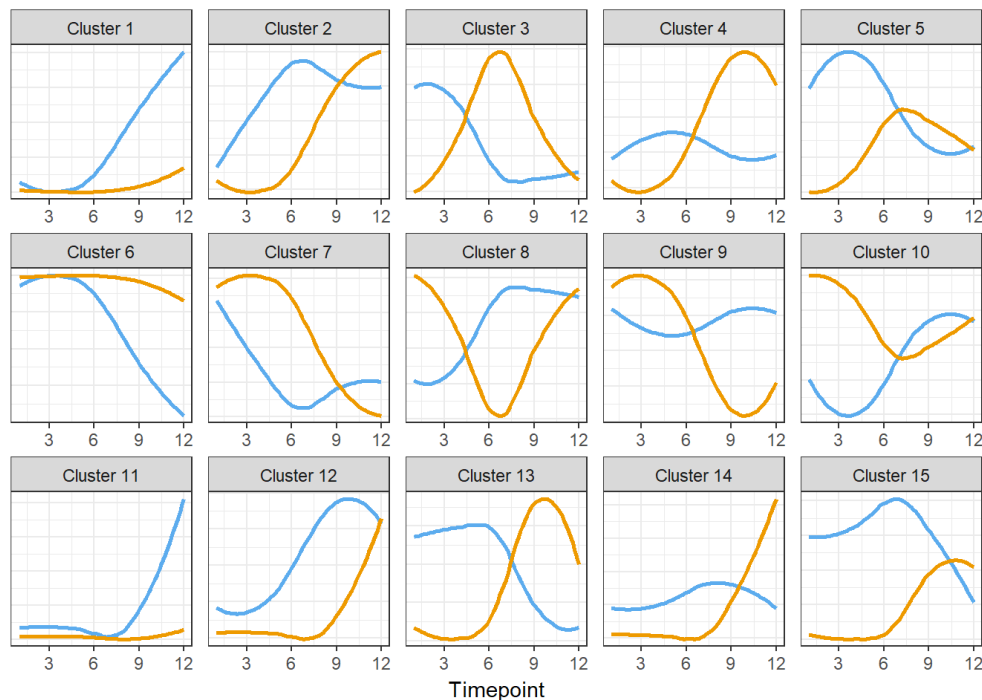 Cluster 1 Cluster 2 Cluster 3 Cluster 4 Cluster 5
3 6 9 12 3 6 9 12 3 6 9 12 3 6 9 12 3 6 9 12
Cluster 6 Cluster 7 Cluster 8 Cluster 9 Cluster 10
3 6 9 12 3 6 9 12 3 6 9 12 3 6 9 12 3 6 9 12
Cluster 11 Cluster 12 Cluster 13 Cluster 14 Cluster 15
3 6 9 12 3 6 9 12 3 6 9 12 3 6 9 12 3 6 9 12
Timepoint